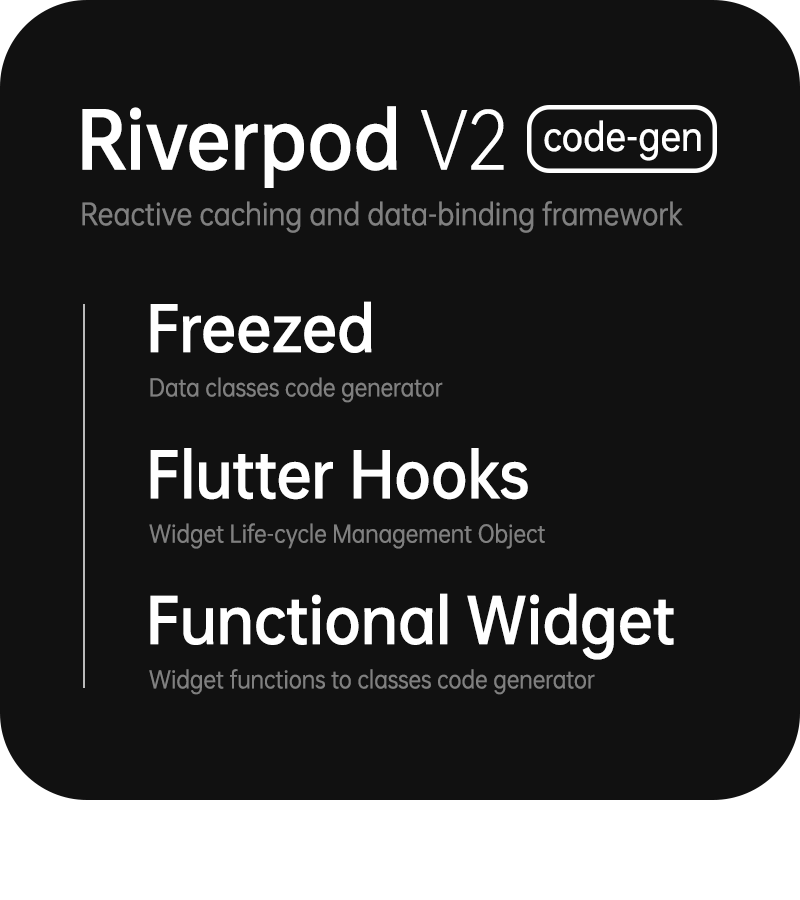 Riverpod V2 code-gen
Reactive caching and data-binding framework
Freezed
Data classes code generator
Flutter Hooks
Widget Life-cycle Management Object
Functional Widget
Widget functions to classes code generator